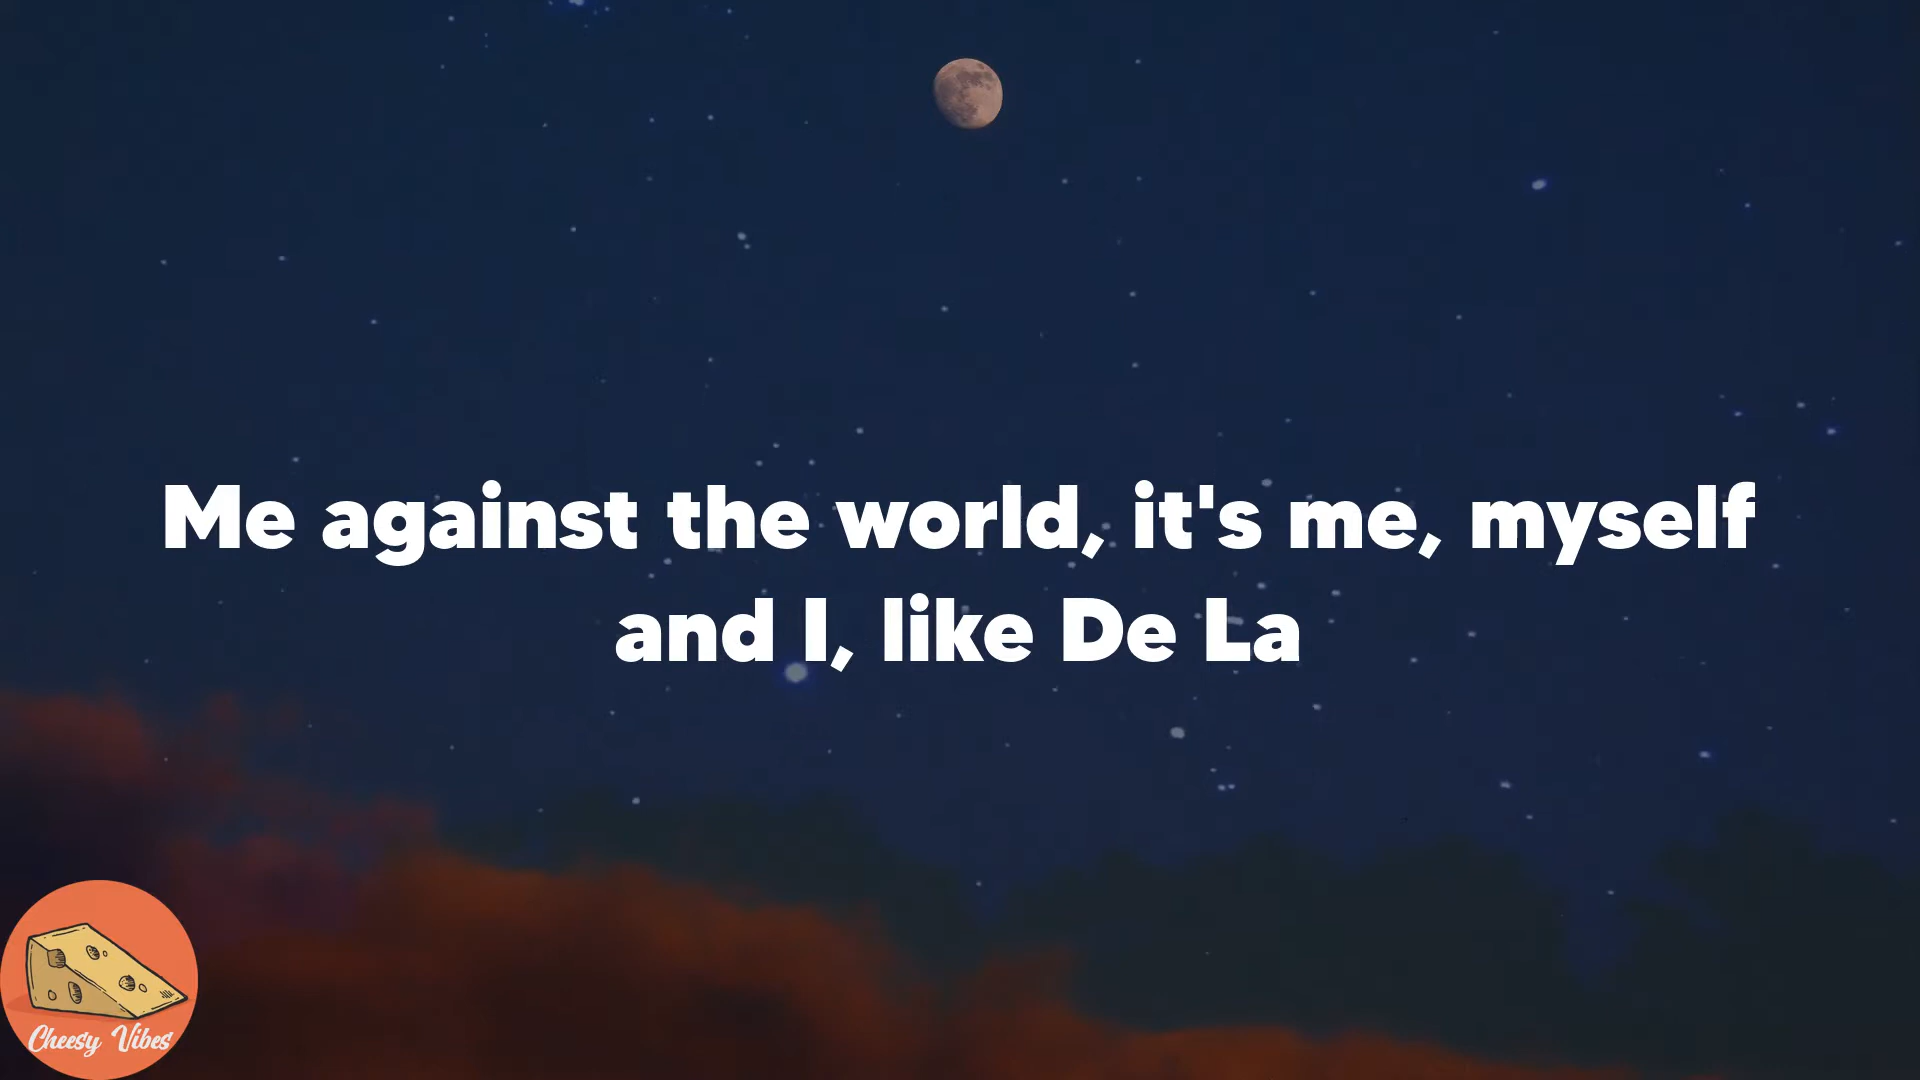 Me against the world, it's me, myself
and I, like De La
Cheesy Vibes